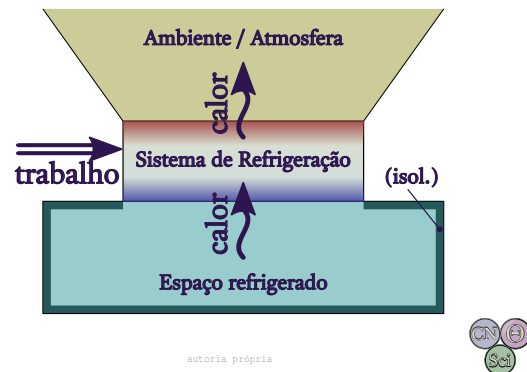 Ambiente / Atmosfera
calor
trabalho
Sistema de Refrigeração
(isol.)
calor
Espaço refrigerado
autoria própria
CN
Θ
Sci